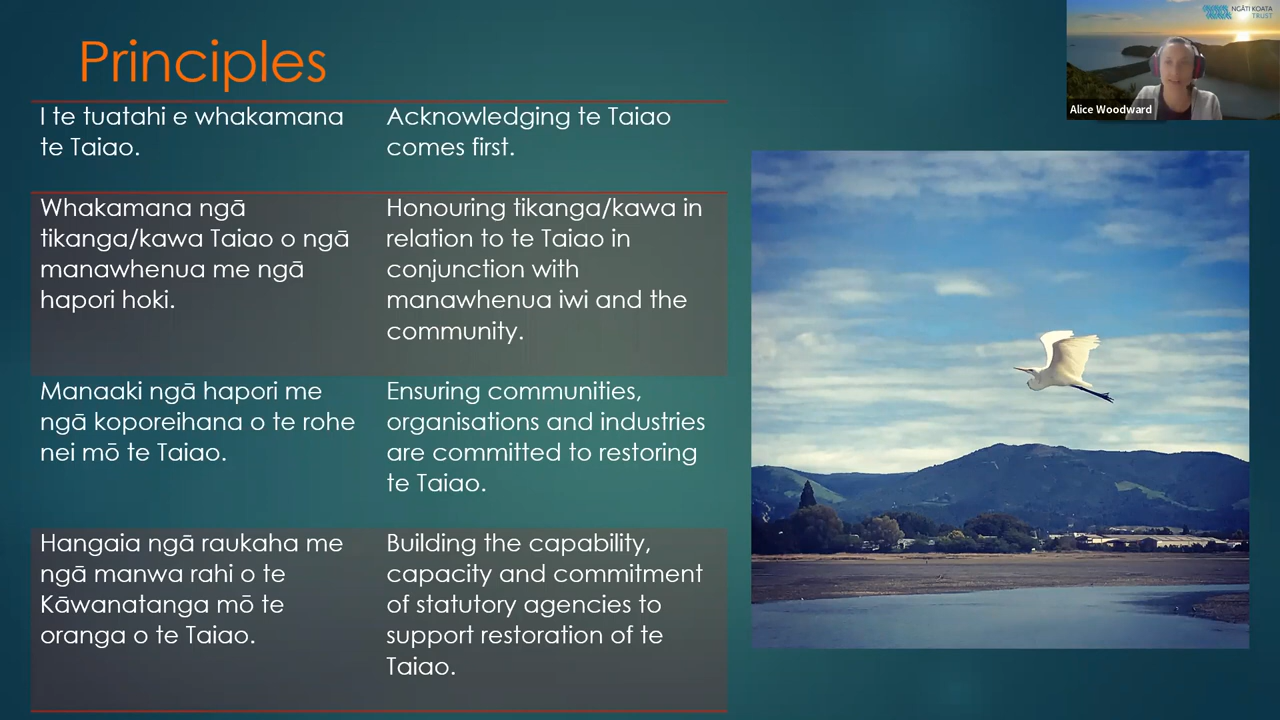 Principles
I te tuatahi e whakamana
te Taiao.
Acknowledging te Taiao
comes first.
Whakamana ngā
tikanga/kawa Taiao o ngā
manawhenua me ngā
hapori hoki.
Honouring tikanga/kawa in
relation to te Taiao in
conjunction with
manawhenua iwi and the
community.
Manaaki ngā hapori me
ngā koporeihana o te rohe
nei mō te Taiao.
Ensuring communities,
organisations and industries
are committed to restoring
te Taiao.
Hangaia ngā raukaha me
ngā manwa rahi o te
Kāwanatanga mō te
oranga o te Taiao.
Building the capability,
capacity and commitment
of statutory agencies to
support restoration of te
Taiao.
NGĀTI KOATA
TRUST
Alice Woodward